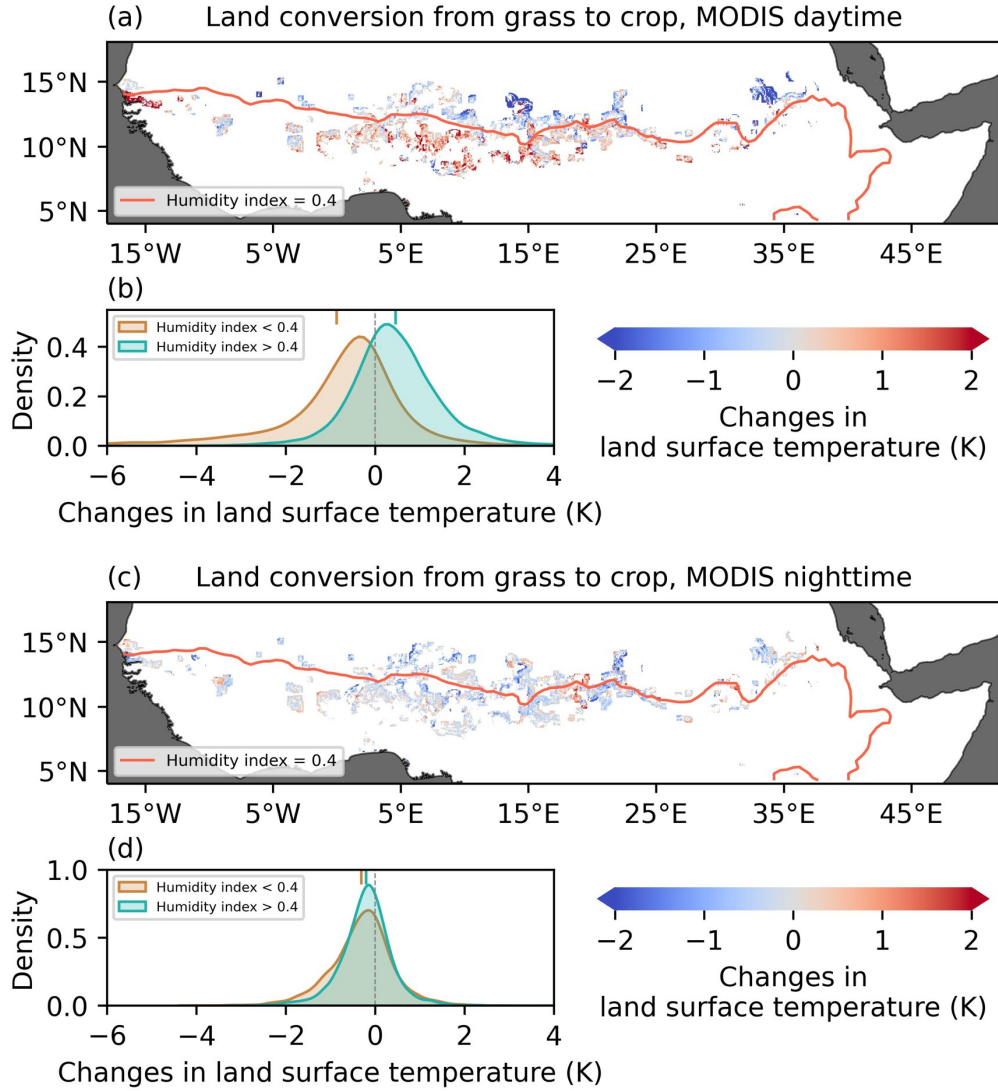 (a) Land conversion from grass to crop, MODIS daytime
15°N
10°N
5°N
Humidity index = 0.4
15°W 5°W 5°E 15°E 25°E 35°E 45°E
(b)
Density
0.4
0.2
0.0
Humidity index < 0.4
Humidity index > 0.4
−6 −4 −2 0 2 4
Changes in land surface temperature (K)
−2 −1 0 1 2
Changes in
land surface temperature (K)
(c) Land conversion from grass to crop, MODIS nighttime
15°N
10°N
5°N
Humidity index = 0.4
15°W 5°W 5°E 15°E 25°E 35°E 45°E
(d)
Density
1.0
0.5
0.0
Humidity index < 0.4
Humidity index > 0.4
−6 −4 −2 0 2 4
Changes in land surface temperature (K)
−2 −1 0 1 2
Changes in
land surface temperature (K)